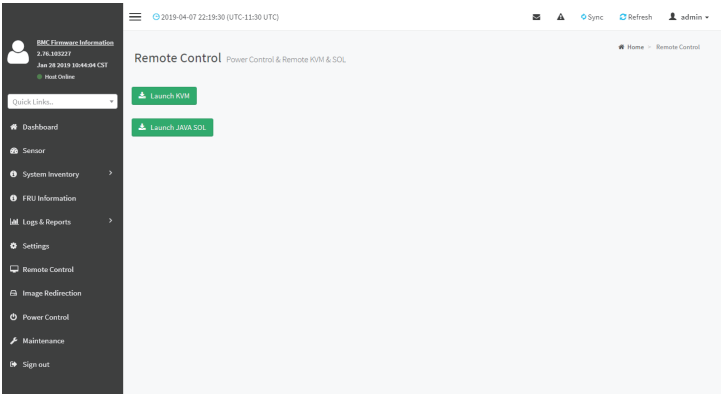 2019-04-07 22:19:30 (UTC-11:30 UTC)
Sync
Refresh
admin
BMC Firmware Information
2.76.103227
Jan 28 2019 10:44:04 CST
Host Online
Quick Links..
Dashboard
Sensor
System Inventory
FRU Information
Logs & Reports
Settings
Remote Control
Image Redirection
Power Control
Maintenance
Sign out
Remote Control Power Control & Remote KVM & SOL
Home > Remote Control
Launch KVM
Launch JAVA SOL